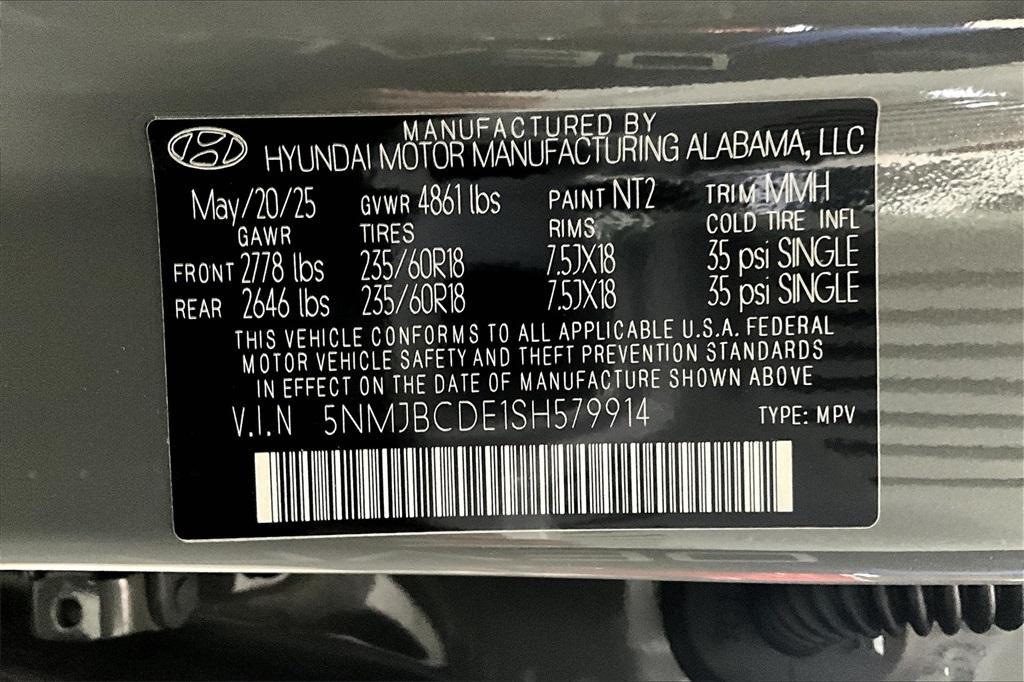 MANUFACTURED BY
HYUNDAI MOTOR MANUFACTURING ALABAMA, LLC
May/20/25 GVWR 4861 lbs PAINT NT2 TRIM MMH
GAWR TIRES RIMS COLD TIRE INFL
FRONT 2778 lbs 235/60R18 7.5JX18 35 psi SINGLE
REAR 2646 lbs 235/60R18 7.5JX18 35 psi SINGLE
THIS VEHICLE CONFORMS TO ALL APPLICABLE U.S.A. FEDERAL
MOTOR VEHICLE SAFETY AND THEFT PREVENTION STANDARDS
IN EFFECT ON THE DATE OF MANUFACTURE SHOWN ABOVE
V.I.N 5NMJBCDE1SH579914 TYPE: MPV